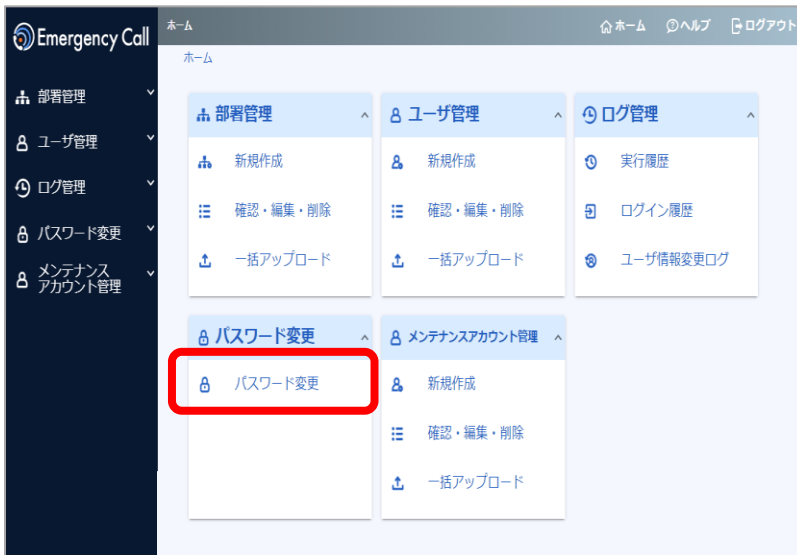 Emergency Call
ホーム
ホーム ヘルプ ログアウト
ホーム
部署管理
ユーザ管理
ログ管理
パスワード変更
メンテナンス
アカウント管理
部署管理
新規作成
確認・編集・削除
一括アップロード
ユーザ管理
新規作成
確認・編集・削除
一括アップロード
ログ管理
実行履歴
ログイン履歴
ユーザ情報変更ログ
パスワード変更
パスワード変更
メンテナンスアカウント管理
新規作成
確認・編集・削除
一括アップロード